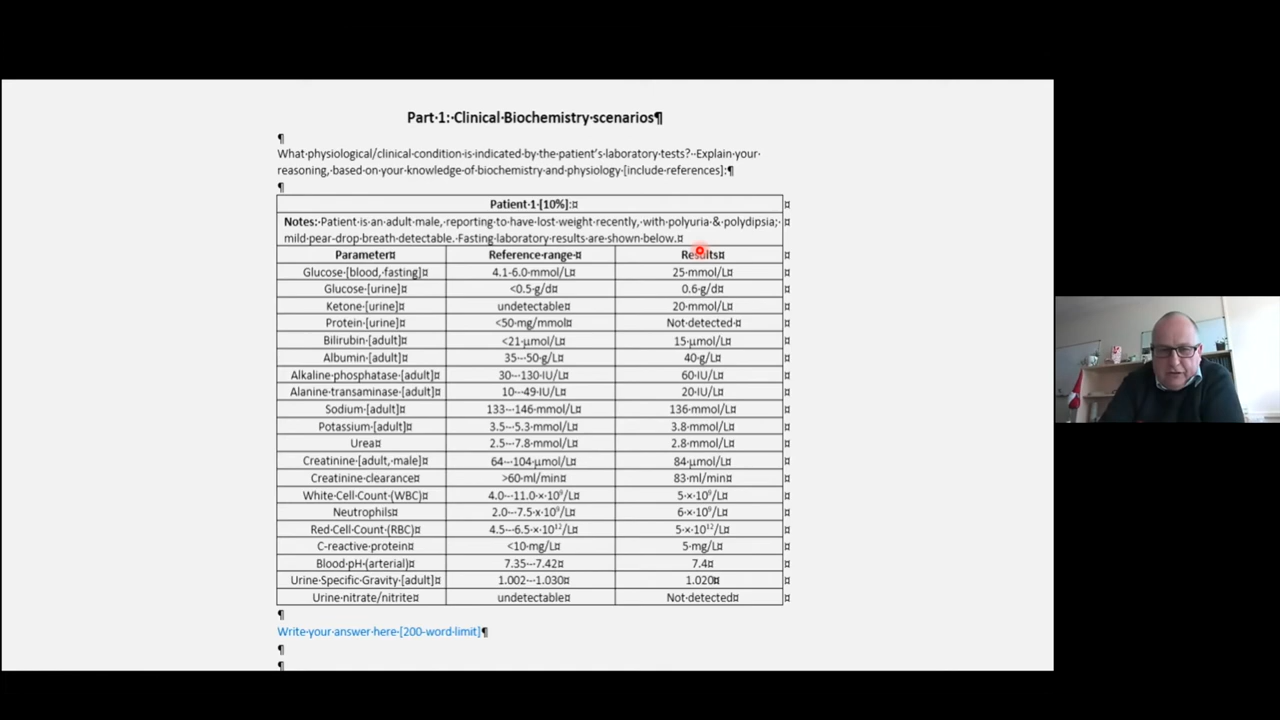 Part·1:·Clinical·Biochemistry·scenarios¶
¶
What·physiological/clinical·condition·is·indicated·by·the·patient's·laboratory·tests?··Explain·your·
reasoning,·based·on·your·knowledge·of·biochemistry·and·physiology·[include·references]:¶
¶
Patient·1·[10%]:¤ ¤
Notes:·Patient·is·an·adult·male,·reporting·to·have·lost·weight·recently,·with·polyuria·&·polydipsia;· ¤
mild·pear-drop·breath·detectable.·Fasting·laboratory·results·are·shown·below.¤
Parameter¤ Reference·range·¤ Results¤ ¤
Glucose·[blood,·fasting]¤ 4.1-6.0·mmol/L¤ 25·mmol/L¤ ¤
Glucose·[urine]¤ <0.5·g/d¤ 0.6·g/d¤ ¤
Ketone·[urine]¤ undetectable¤ 20·mmol/L¤ ¤
Protein·[urine]¤ <50·mg/mmol¤ Not·detected·¤ ¤
Bilirubin·[adult]¤ <21·µmol/L¤ 15·µmol/L¤ ¤
Albumin·[adult]¤ 35·-·50·g/L¤ 40·g/L¤ ¤
Alkaline·phosphatase·[adult]¤ 30·-·130·IU/L¤ 60·IU/L¤ ¤
Alanine·transaminase·[adult]¤ 10·-·49·IU/L¤ 20·IU/L¤ ¤
Sodium·[adult]¤ 133·-·146·mmol/L¤ 136·mmol/L¤ ¤
Potassium·[adult]¤ 3.5·-·5.3·mmol/L¤ 3.8·mmol/L¤ ¤
Urea¤ 2.5·-·7.8·mmol/L¤ 2.8·mmol/L¤ ¤
Creatinine·[adult,·male]¤ 64·-·104·µmol/L¤ 84·µmol/L¤ ¤
Creatinine·clearance¤ >60·ml/min¤ 83·ml/min¤ ¤
White·Cell·Count·(WBC)¤ 4.0·-·11.0·×·10⁹/L¤ 5·×·10⁹/L¤ ¤
Neutrophils¤ 2.0·-·7.5·×·10⁹/L¤ 6·×·10⁹/L¤ ¤
Red·Cell·Count·(RBC)¤ 4.5·-·6.5·×·10¹²/L¤ 5·×·10¹²/L¤ ¤
C-reactive·protein¤ <10·mg/L¤ 5·mg/L¤ ¤
Blood·pH·(arterial)¤ 7.35·-·7.42¤ 7.4¤ ¤
Urine·Specific·Gravity·[adult]¤ 1.002·-·1.030¤ 1.020¤ ¤
Urine·nitrate/nitrite¤ undetectable¤ Not·detected¤ ¤
¶
Write·your·answer·here·[200-word·limit]¶
¶
¶